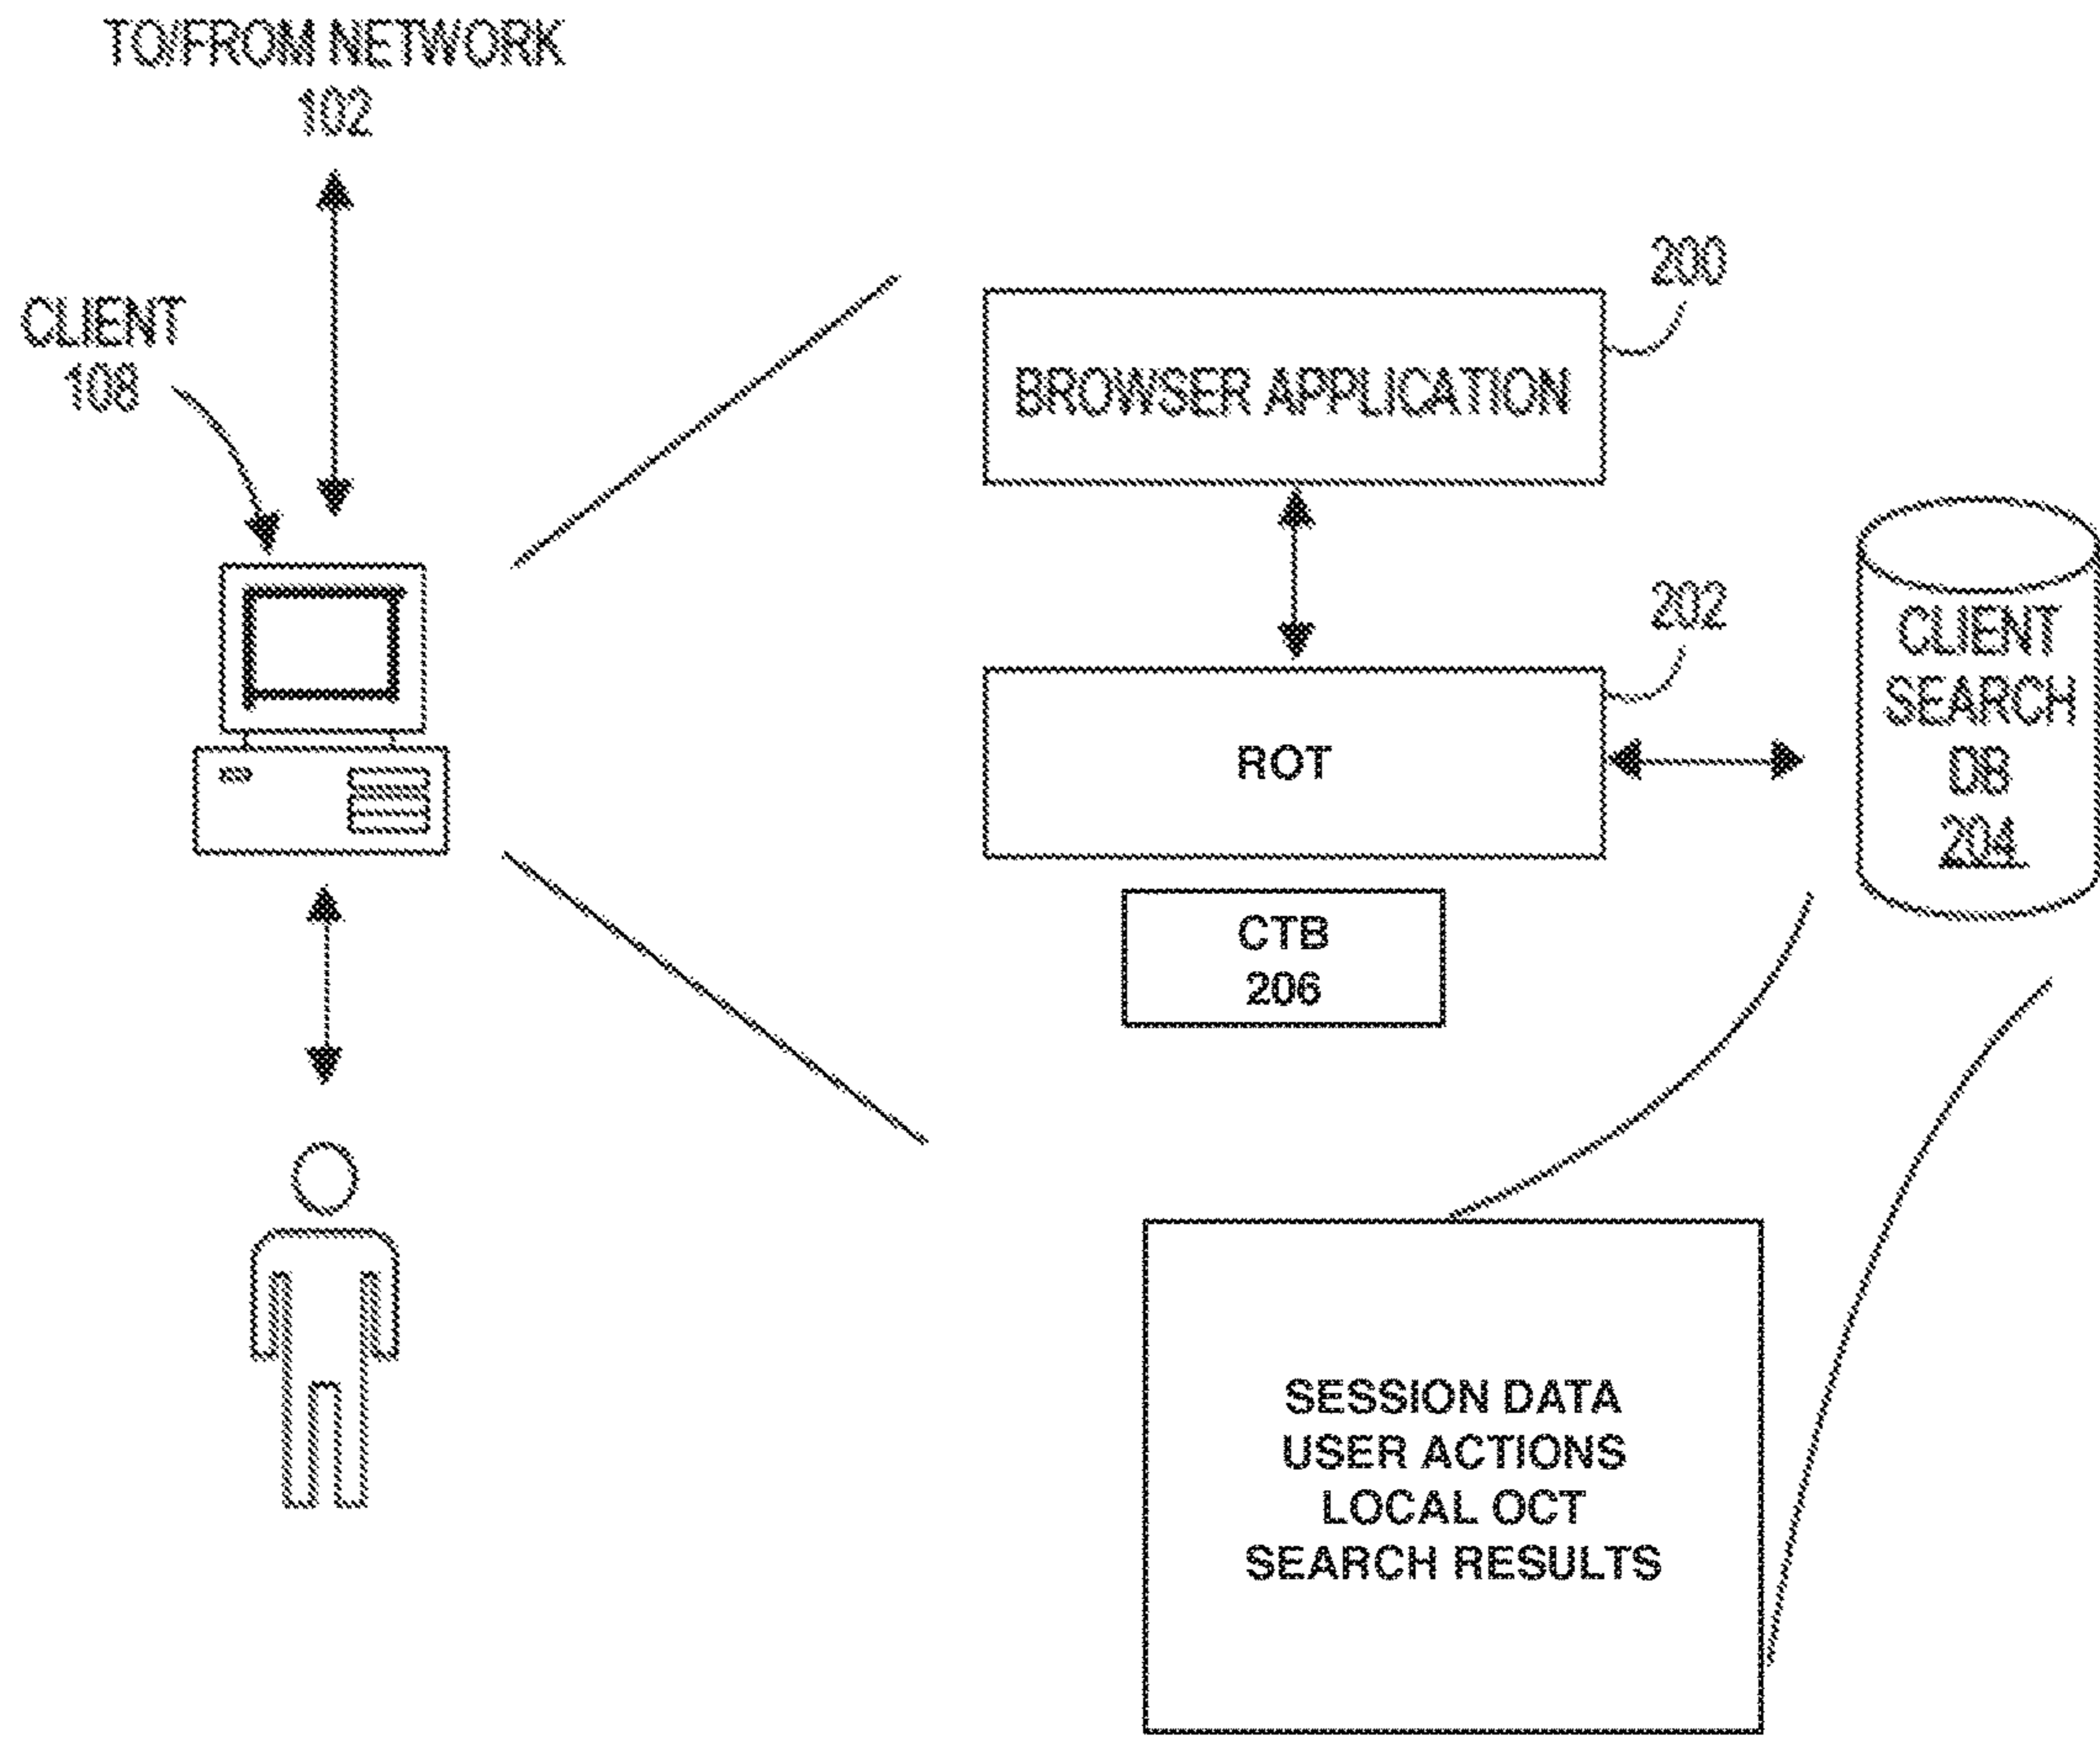 TO/FROM NETWORK
102
CLIENT
108
200
BROWSER APPLICATION
202
ROT
CLIENT
SEARCH
DB
204
CTB
206
SESSION DATA
USER ACTIONS
LOCAL OCT
SEARCH RESULTS